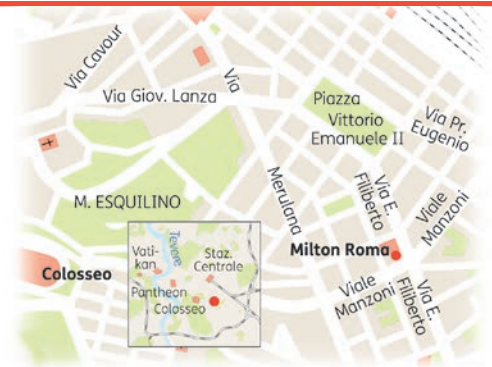 Via Cavour
Via
Via Giov. Lanza
Piazza
Vittorio
Emanuele II
Via Pr.
Eugenio
Merulana
Via E.
Filiberto
Viale
Manzoni
M. ESQUILINO
Milton Roma
Colosseo
Viale
Manzoni
Via E.
Filiberto
Tevere
Vati-
kan
Staz.
Centrale
Pantheon
Colosseo